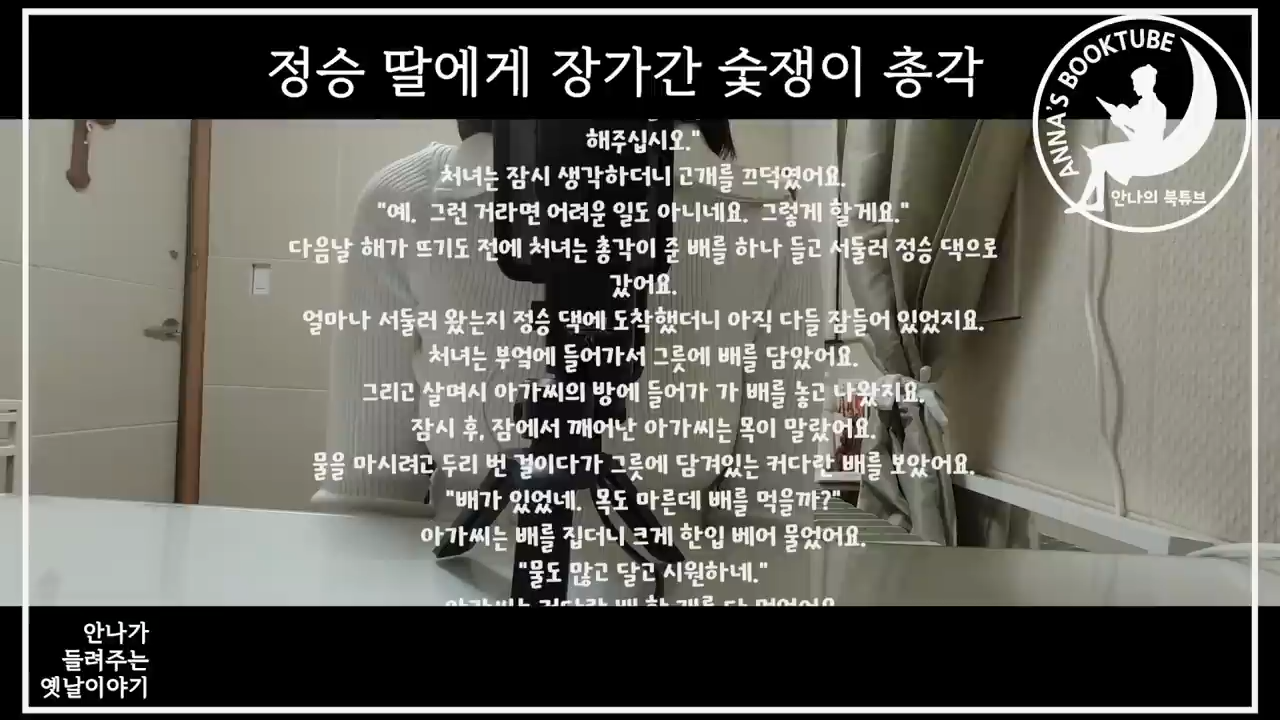 정승 딸에게 장가간 숯쟁이 총각
ANNA'S BOOKTUBE
안나의 북튜브
해주십시오."
처녀는 잠시 생각하더니 고개를 끄덕였어요.
"예. 그런 거라면 어려운 일도 아니네요. 그렇게 할게요."
다음날 해가 뜨기도 전에 처녀는 총각이 준 배를 하나 들고 서둘러 정승 댁으로
갔어요.
얼마나 서둘러 왔는지 정승 댁에 도착했더니 아직 다들 잠들어 있었지요.
처녀는 부엌에 들어가서 그릇에 배를 담았어요.
그리고 살며시 아가씨의 방에 들어가 가 배를 놓고 나왔지요.
잠시 후, 잠에서 깨어난 아가씨는 목이 말랐어요.
물을 마시려고 두리 번 걸이다가 그릇에 담겨있는 커다란 배를 보았어요.
"배가 있었네. 목도 마른데 배를 먹을까?"
아가씨는 배를 집더니 크게 한입 베어 물었어요.
"물도 많고 달고 시원하네."
안나가
들려주는
옛날이야기